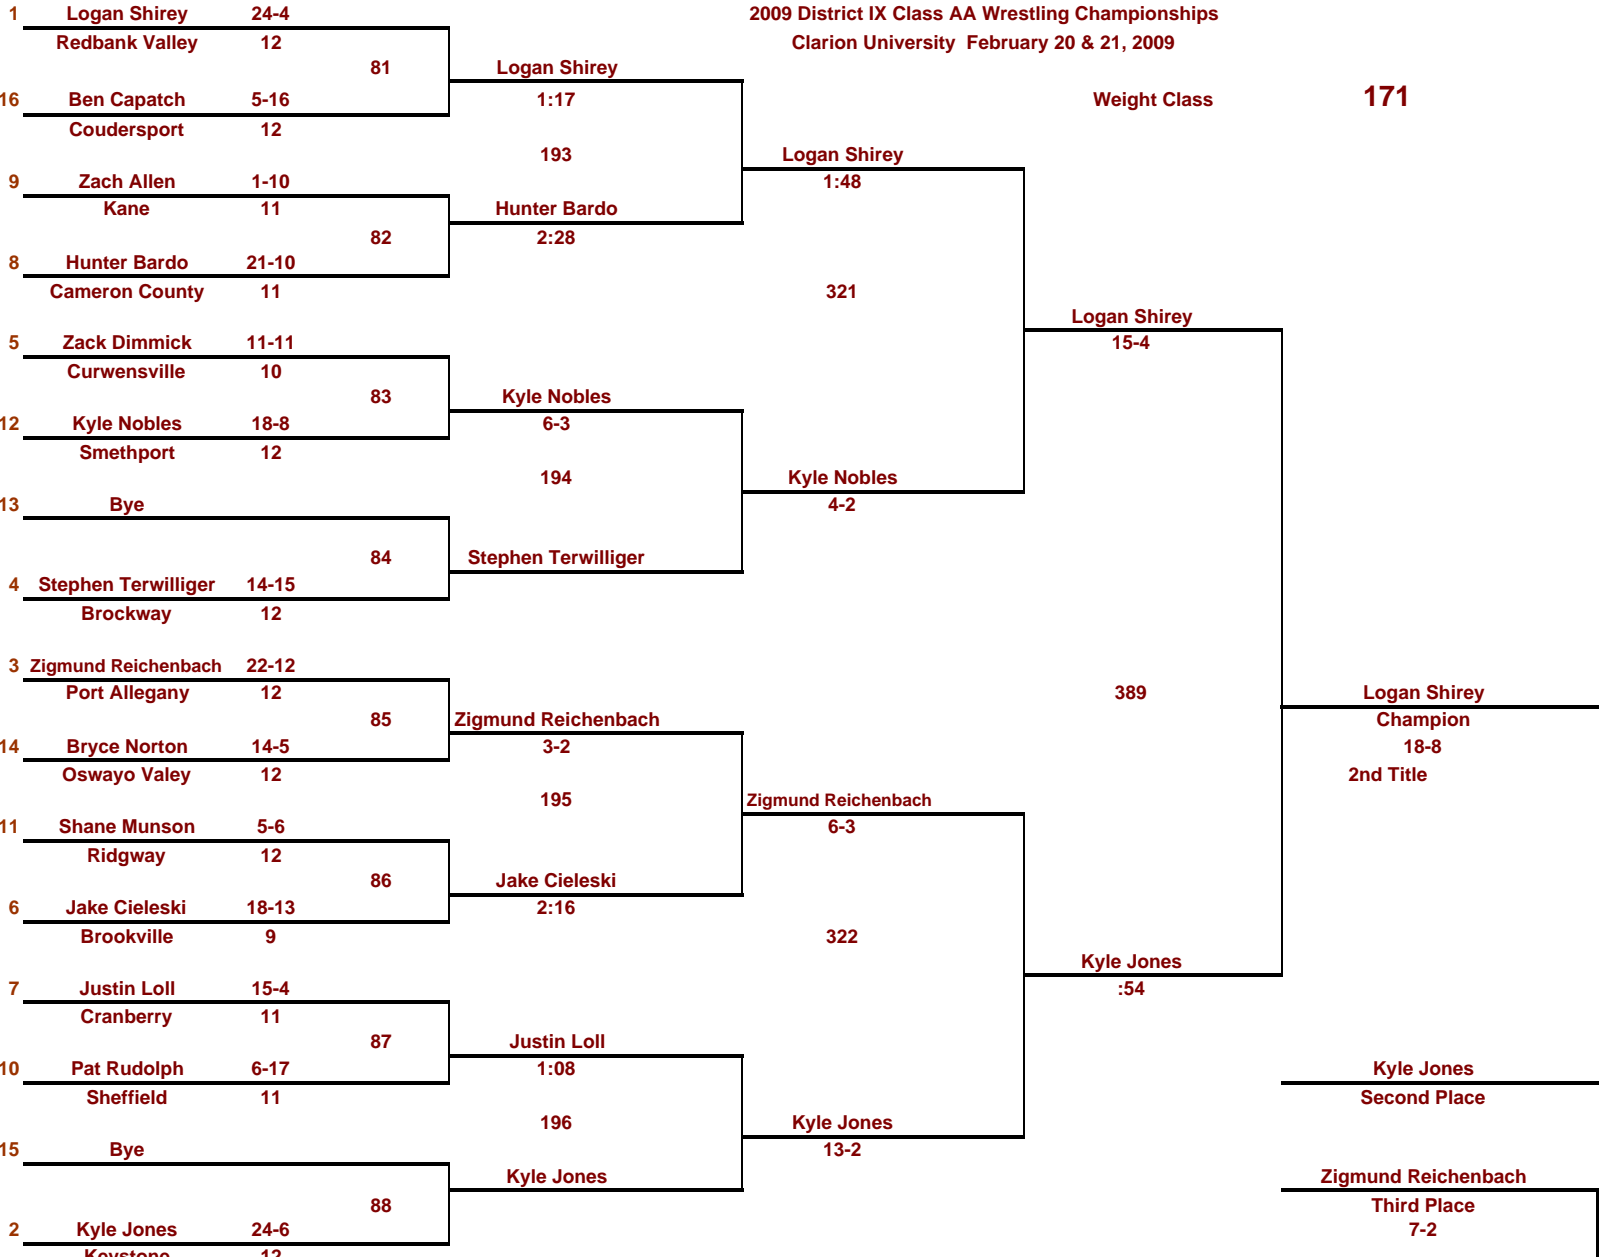 2009 District IX Class AA Wrestling Championships
Clarion University February 20 & 21, 2009
Weight Class 171
1 Logan Shirey 24-4
Redbank Valley 12
81
16 Ben Capatch 5-16
Coudersport 12
9 Zach Allen 1-10
Kane 11
82
8 Hunter Bardo 21-10
Cameron County 11
5 Zack Dimmick 11-11
Curwensville 10
83
12 Kyle Nobles 18-8
Smethport 12
13 Bye
84
4 Stephen Terwilliger 14-15
Brockway 12
3 Zigmund Reichenbach 22-12
Port Allegany 12
85
14 Bryce Norton 14-5
Oswayo Valey 12
11 Shane Munson 5-6
Ridgway 12
86
6 Jake Cieleski 18-13
Brookville 9
7 Justin Loll 15-4
Cranberry 11
87
10 Pat Rudolph 6-17
Sheffield 11
15 Bye
88
2 Kyle Jones 24-6
Keystone 12
Logan Shirey
1:17
193
Hunter Bardo
2:28
Kyle Nobles
6-3
194
Stephen Terwilliger
Zigmund Reichenbach
3-2
195
Jake Cieleski
2:16
Justin Loll
1:08
196
Kyle Jones
Logan Shirey
1:48
321
Kyle Nobles
4-2
Zigmund Reichenbach
6-3
322
Kyle Jones
13-2
Logan Shirey
15-4
389
Kyle Jones
:54
Logan Shirey
Champion
18-8
2nd Title
Kyle Jones
Second Place
Zigmund Reichenbach
Third Place
7-2